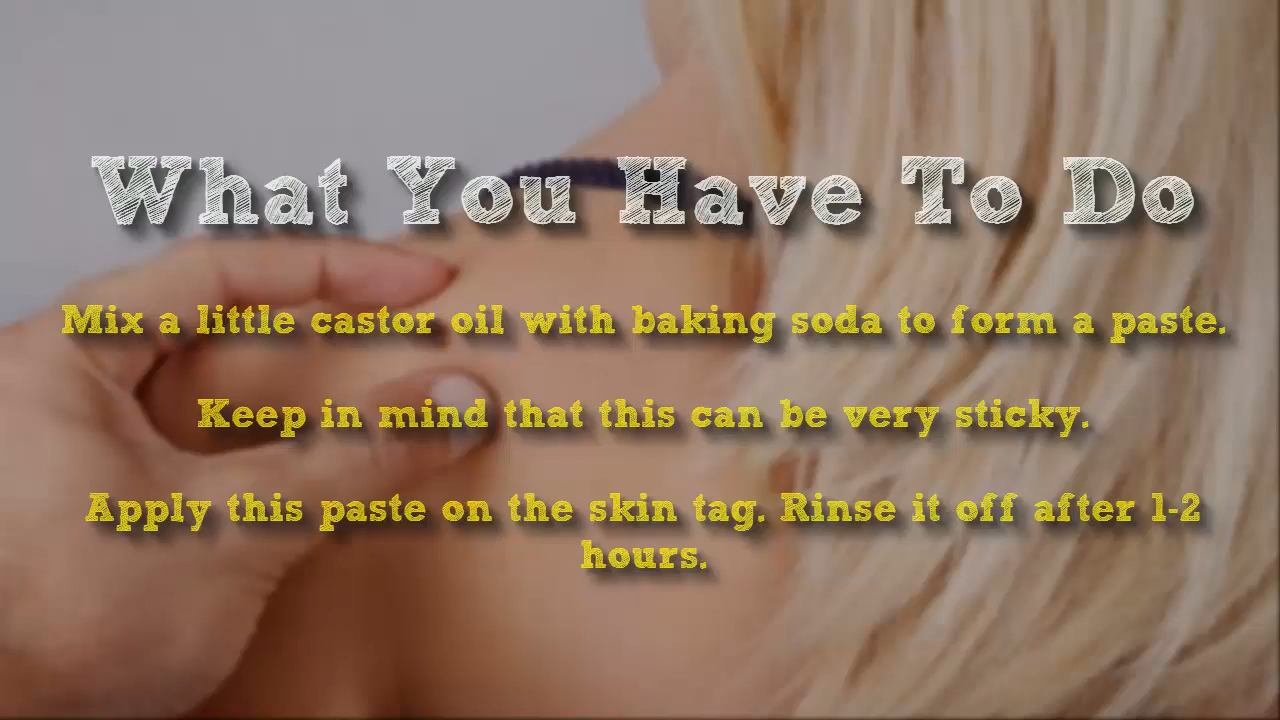 What You Have To Do
Mix a little castor oil with baking soda to form a paste.
Keep in mind that this can be very sticky.
Apply this paste on the skin tag. Rinse it off after 1-2
hours.